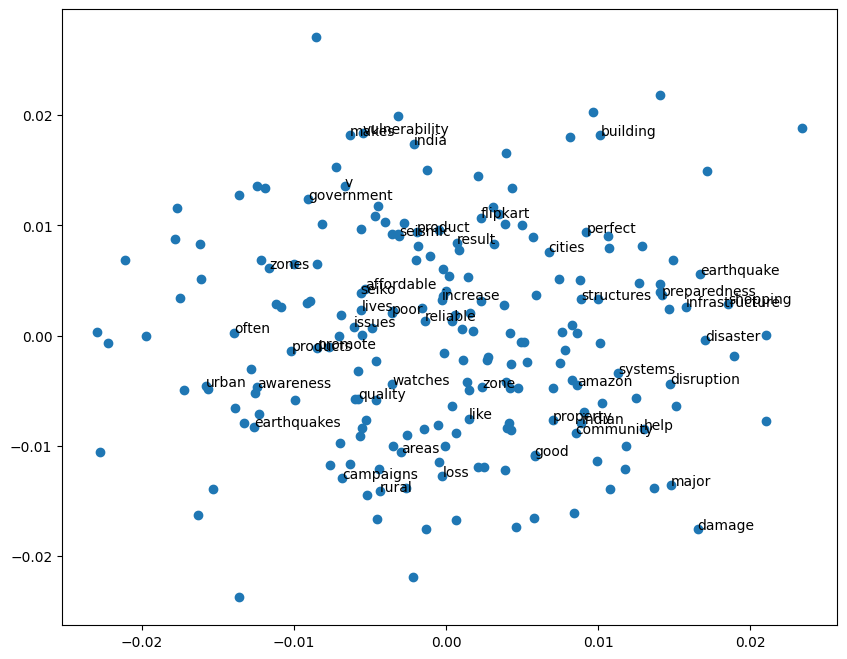 0.02
0.01
0.00
−0.01
−0.02
−0.02
−0.01
0.00
0.01
0.02
makes
vulnerability
india
building
v
government
flipkart
product
seismic
result
perfect
cities
zones
earthquake
affordable
seiko
increase
structures
preparedness
infrastructure
shopping
lives
poor
reliable
issues
often
products
promote
disaster
systems
urban
awareness
watches
quality
zone
amazon
disruption
earthquakes
like
property
indian
community
help
areas
good
campaigns
loss
rural
major
damage